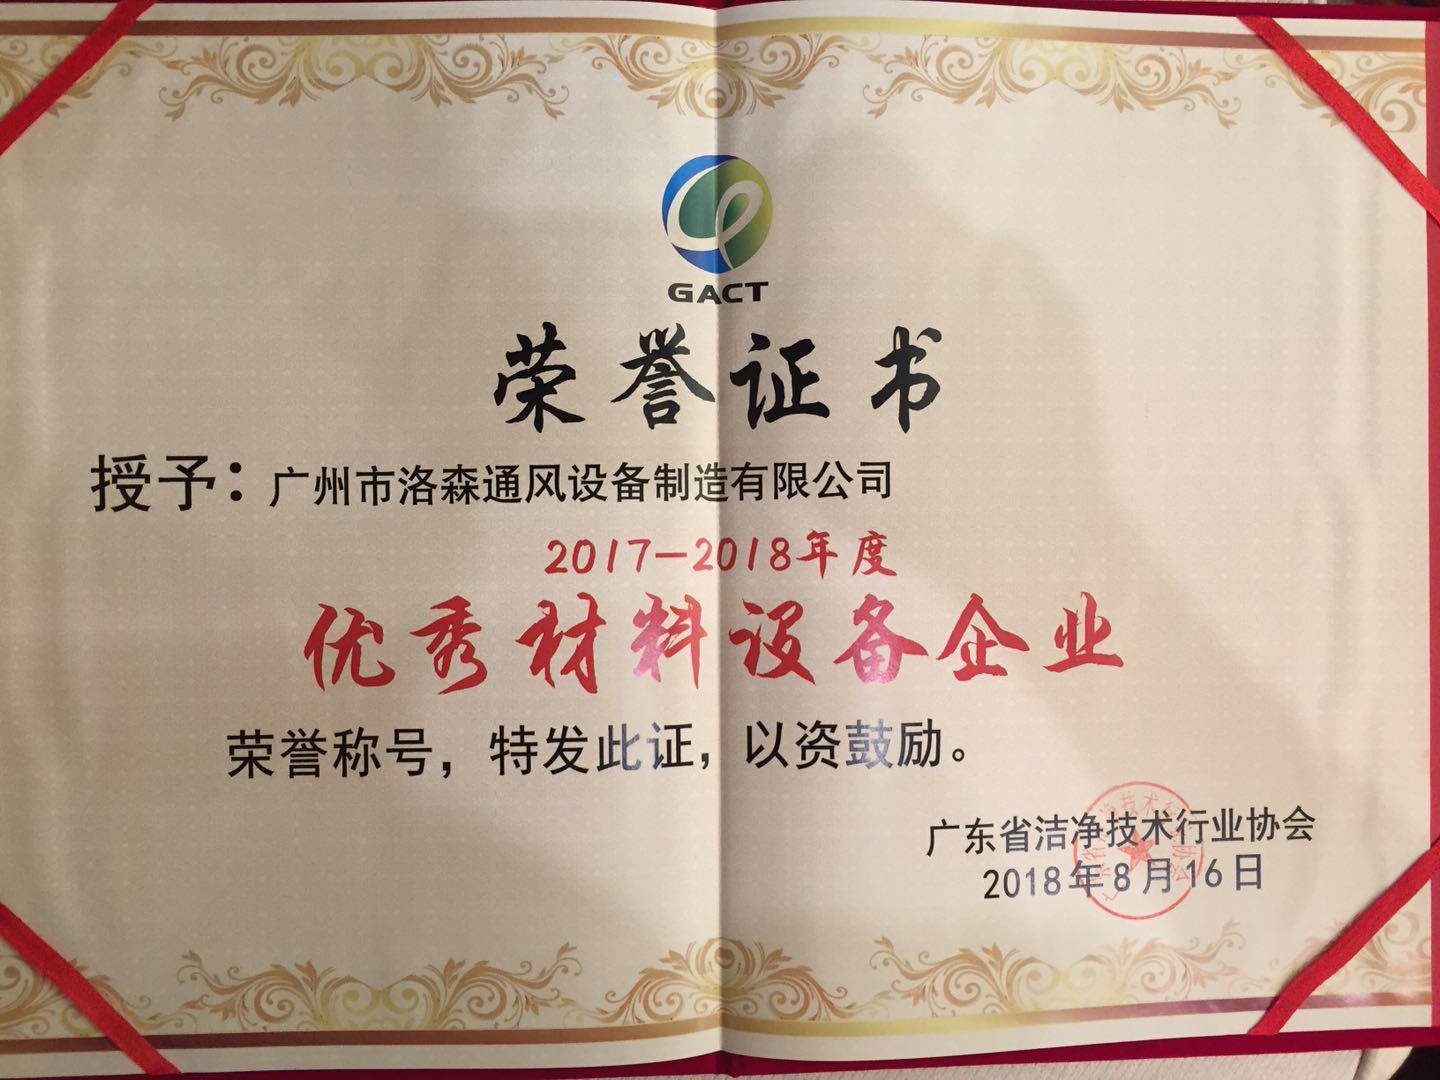 GACT
荣誉证书
授予：广州市洛森通风设备制造有限公司
2017—2018年度
优秀材料设备企业
荣誉称号，特发此证，以资鼓励。
广东省洁净技术行业协会
2018年8月16日